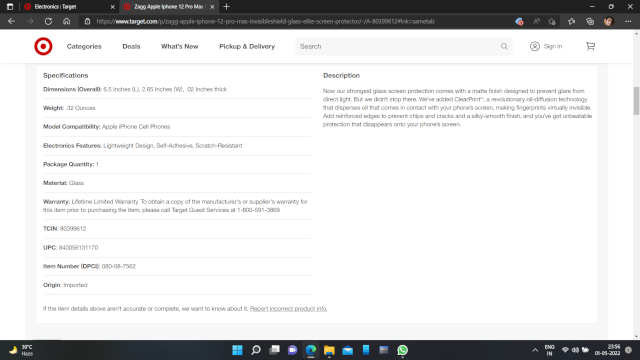 Electronics : Target
Zagg Apple Iphone 12 Pro Max I
https://www.target.com/p/zagg-apple-iphone-12-pro-max-invisibleshield-glass-elite-screen-protector/-/A-80399612#lnk=sametab
Categories
Deals
What's New
Pickup & Delivery
Search
Sign in
Specifications
Dimensions (Overall): 6.5 Inches (L), 2.65 Inches (W), .02 Inches thick
Weight: .32 Ounces
Model Compatibility: Apple iPhone Cell Phones
Electronics Features: Lightweight Design, Self-Adhesive, Scratch-Resistant
Package Quantity: 1
Material: Glass
Warranty: Lifetime Limited Warranty. To obtain a copy of the manufacturer's or supplier's warranty for
this item prior to purchasing the item, please call Target Guest Services at 1-800-591-3869
TCIN: 80399612
UPC: 840056131170
Item Number (DPCI): 080-08-7562
Origin: Imported
Description
Now our strongest glass screen protection comes with a matte finish designed to prevent glare from
direct light. But we didn't stop there. We've added ClearPrint™, a revolutionary oil-diffusion technology
that disperses oil that comes in contact with your phone's screen, making fingerprints virtually invisible.
Add reinforced edges to prevent chips and cracks and a silky-smooth finish, and you've got unbeatable
protection that disappears onto your phone's screen.
If the item details above aren't accurate or complete, we want to know about it. Report incorrect product info.
30°C
Haze
ENG
IN
23:56
01-05-2022